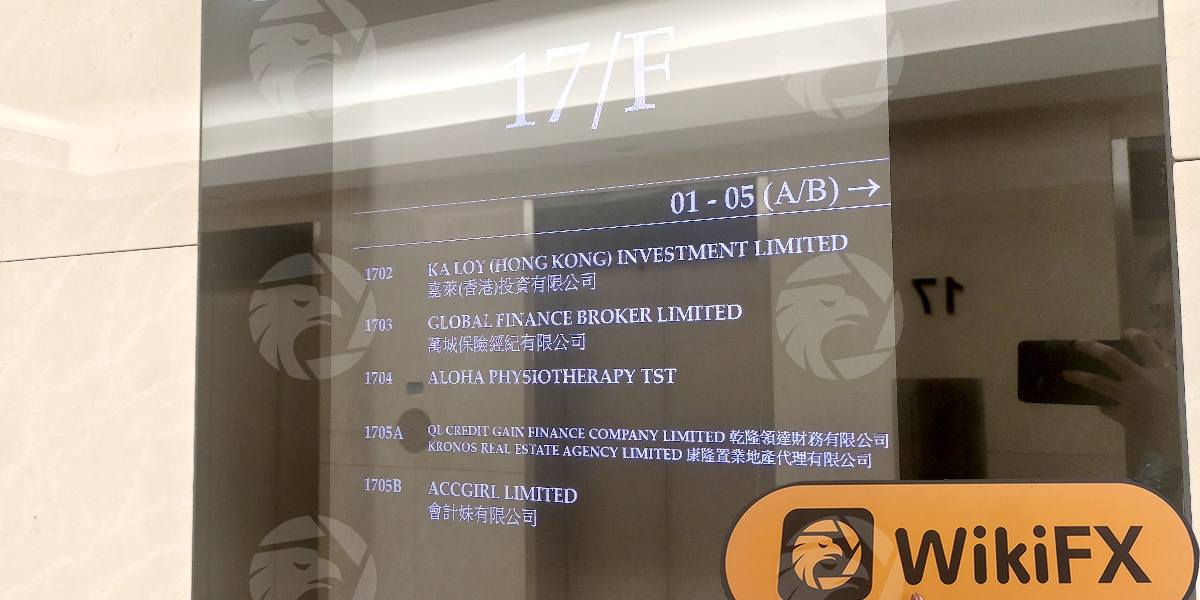 17/F
01 - 05 (A/B) →
1702 KA LOY (HONG KONG) INVESTMENT LIMITED
嘉萊(香港)投資有限公司
1703 GLOBAL FINANCE BROKER LIMITED
萬城保險經紀有限公司
1704 ALOHA PHYSIOTHERAPY TST
1705A QL CREDIT GAIN FINANCE COMPANY LIMITED 乾隆領達財務有限公司
KRONOS REAL ESTATE AGENCY LIMITED 康隆置業地產代理有限公司
1705B ACCGIRL LIMITED
會計妹有限公司
17
WikiFX